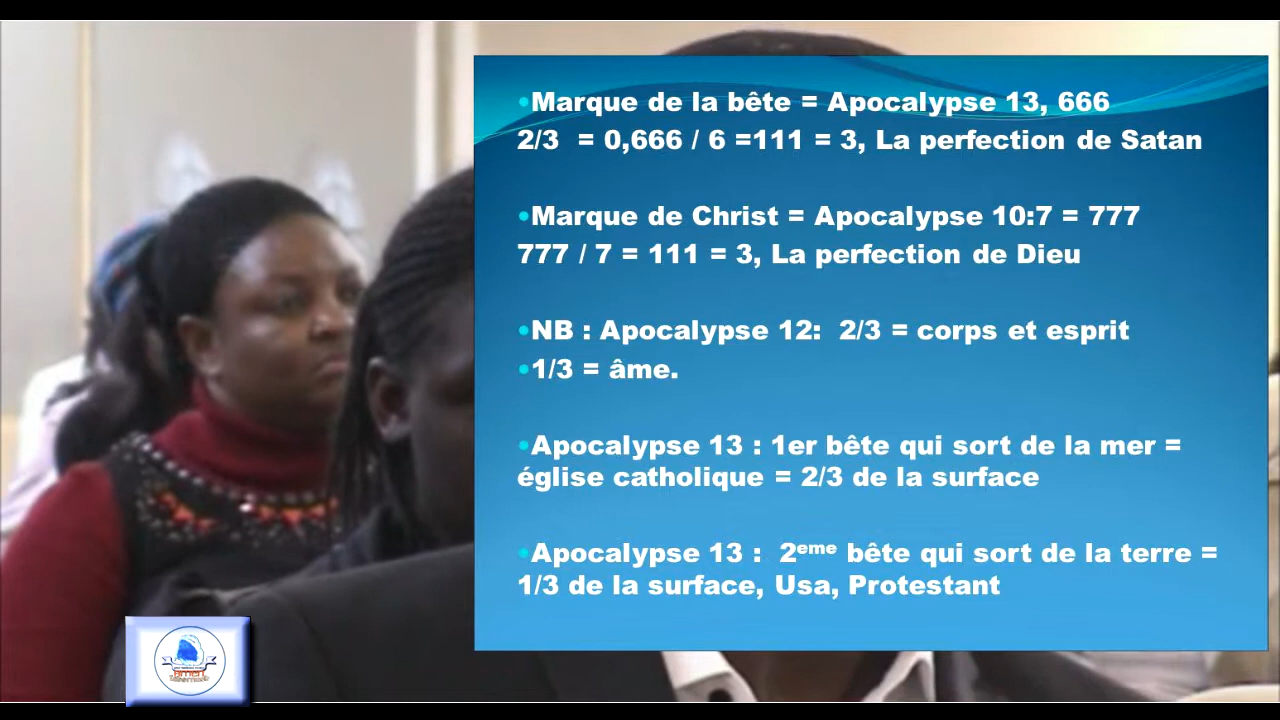 •Marque de la bête = Apocalypse 13, 666
2/3 = 0,666 / 6 =111 = 3, La perfection de Satan
•Marque de Christ = Apocalypse 10:7 = 777
777 / 7 = 111 = 3, La perfection de Dieu
•NB : Apocalypse 12: 2/3 = corps et esprit
•1/3 = âme.
•Apocalypse 13 : 1er bête qui sort de la mer =
église catholique = 2/3 de la surface
•Apocalypse 13 : 2eme bête qui sort de la terre =
1/3 de la surface, Usa, Protestant